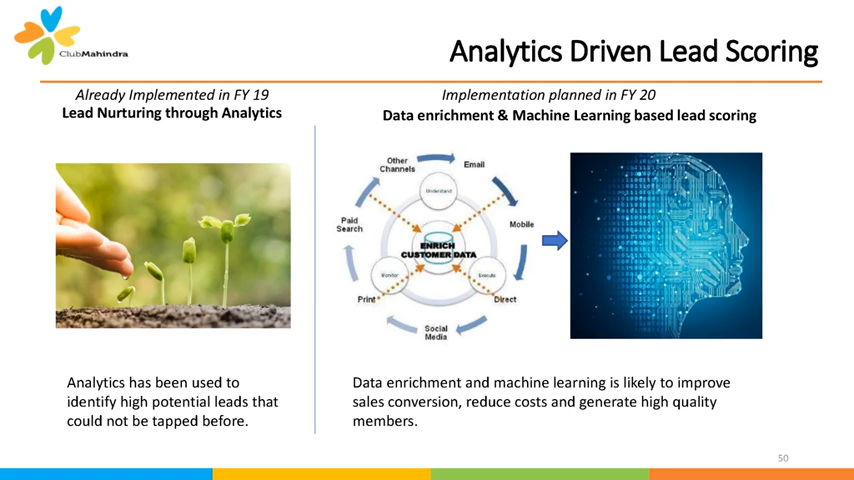 ClubMahindra
Analytics Driven Lead Scoring
Already Implemented in FY 19
Lead Nurturing through Analytics
Implementation planned in FY 20
Data enrichment & Machine Learning based lead scoring
Other
Channels
Email
Understand
Paid
Search
Mobile
ENRICH
CUSTOMER DATA
Monitor
Execute
Print
Direct
Social
Media
Analytics has been used to
identify high potential leads that
could not be tapped before.
Data enrichment and machine learning is likely to improve
sales conversion, reduce costs and generate high quality
members.
50